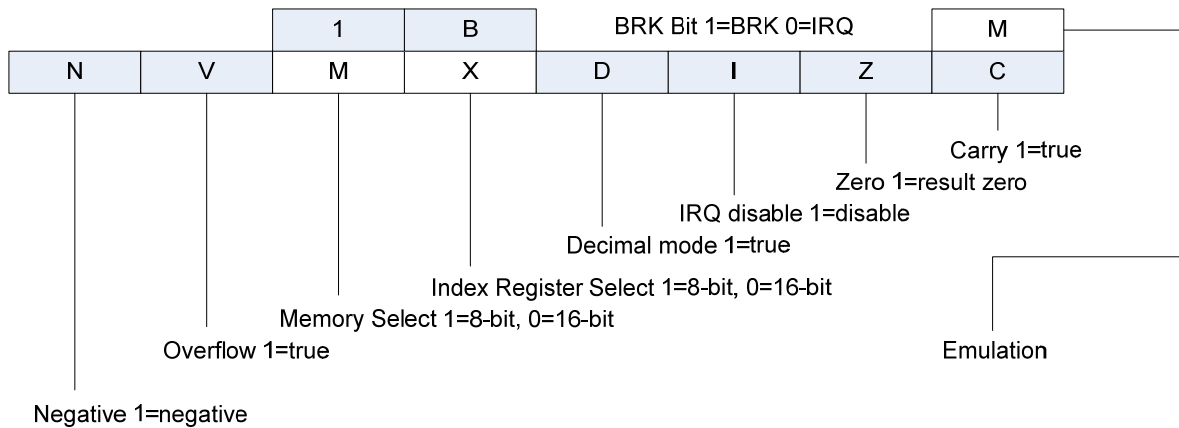 1 B BRK Bit 1=BRK 0=IRQ M
N V M X D I Z C
Carry 1=true
Zero 1=result zero
IRQ disable 1=disable
Decimal mode 1=true
Index Register Select 1=8-bit, 0=16-bit
Memory Select 1=8-bit, 0=16-bit
Overflow 1=true Emulation
Negative 1=negative